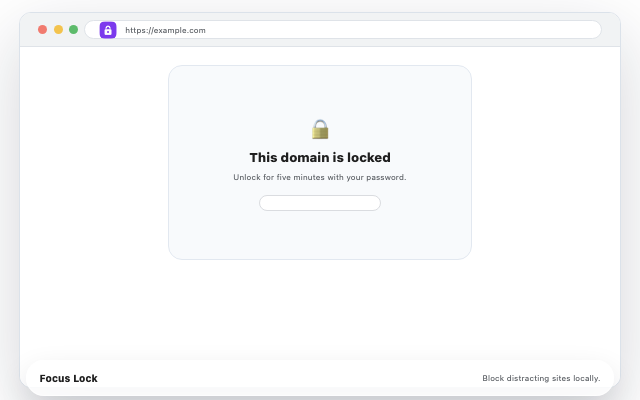 https://example.com
This domain is locked
Unlock for five minutes with your password.
Focus Lock
Block distracting sites locally.